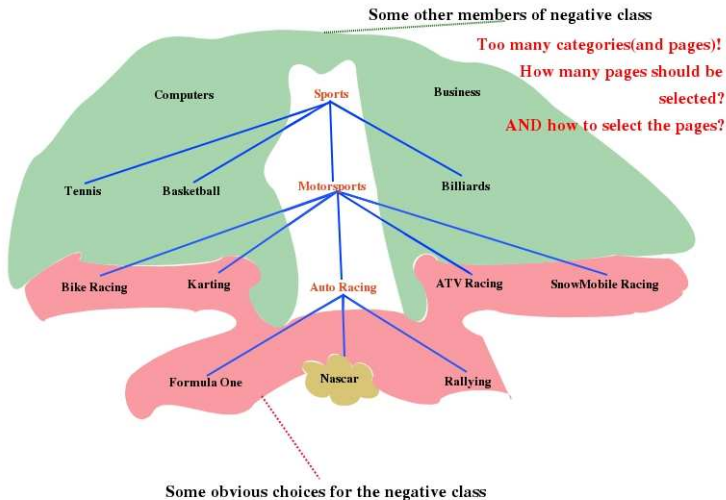 Some other members of negative class
Too many categories(and pages)!
How many pages should be
selected?
AND how to select the pages?
Computers
Sports
Business
Tennis
Basketball
Motorsports
Billiards
Bike Racing
Karting
Auto Racing
ATV Racing
SnowMobile Racing
Formula One
Nascar
Rallying
Some obvious choices for the negative class